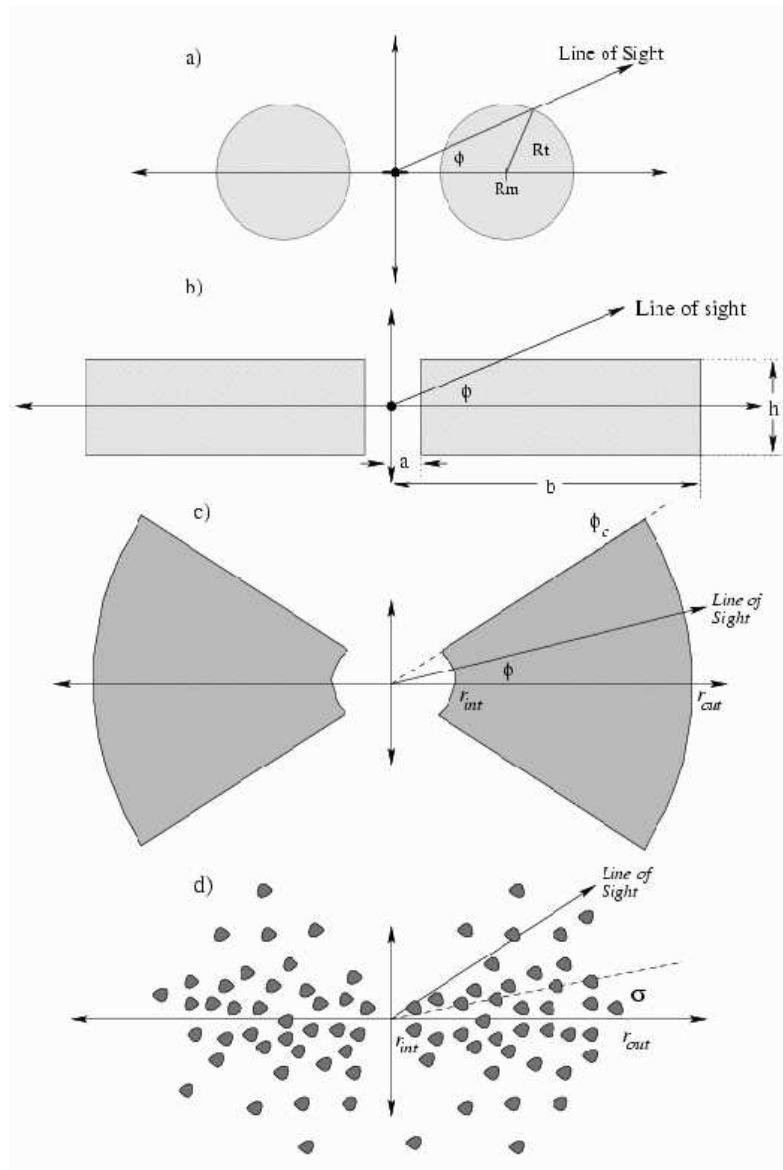 a)
Line of Sight
ϕ
Rt
Rm
b)
Line of sight
ϕ
h
a
b
c)
ϕc
Line of
Sight
ϕ
rint
rout
d)
Line of
Sight
σ
rint
rout